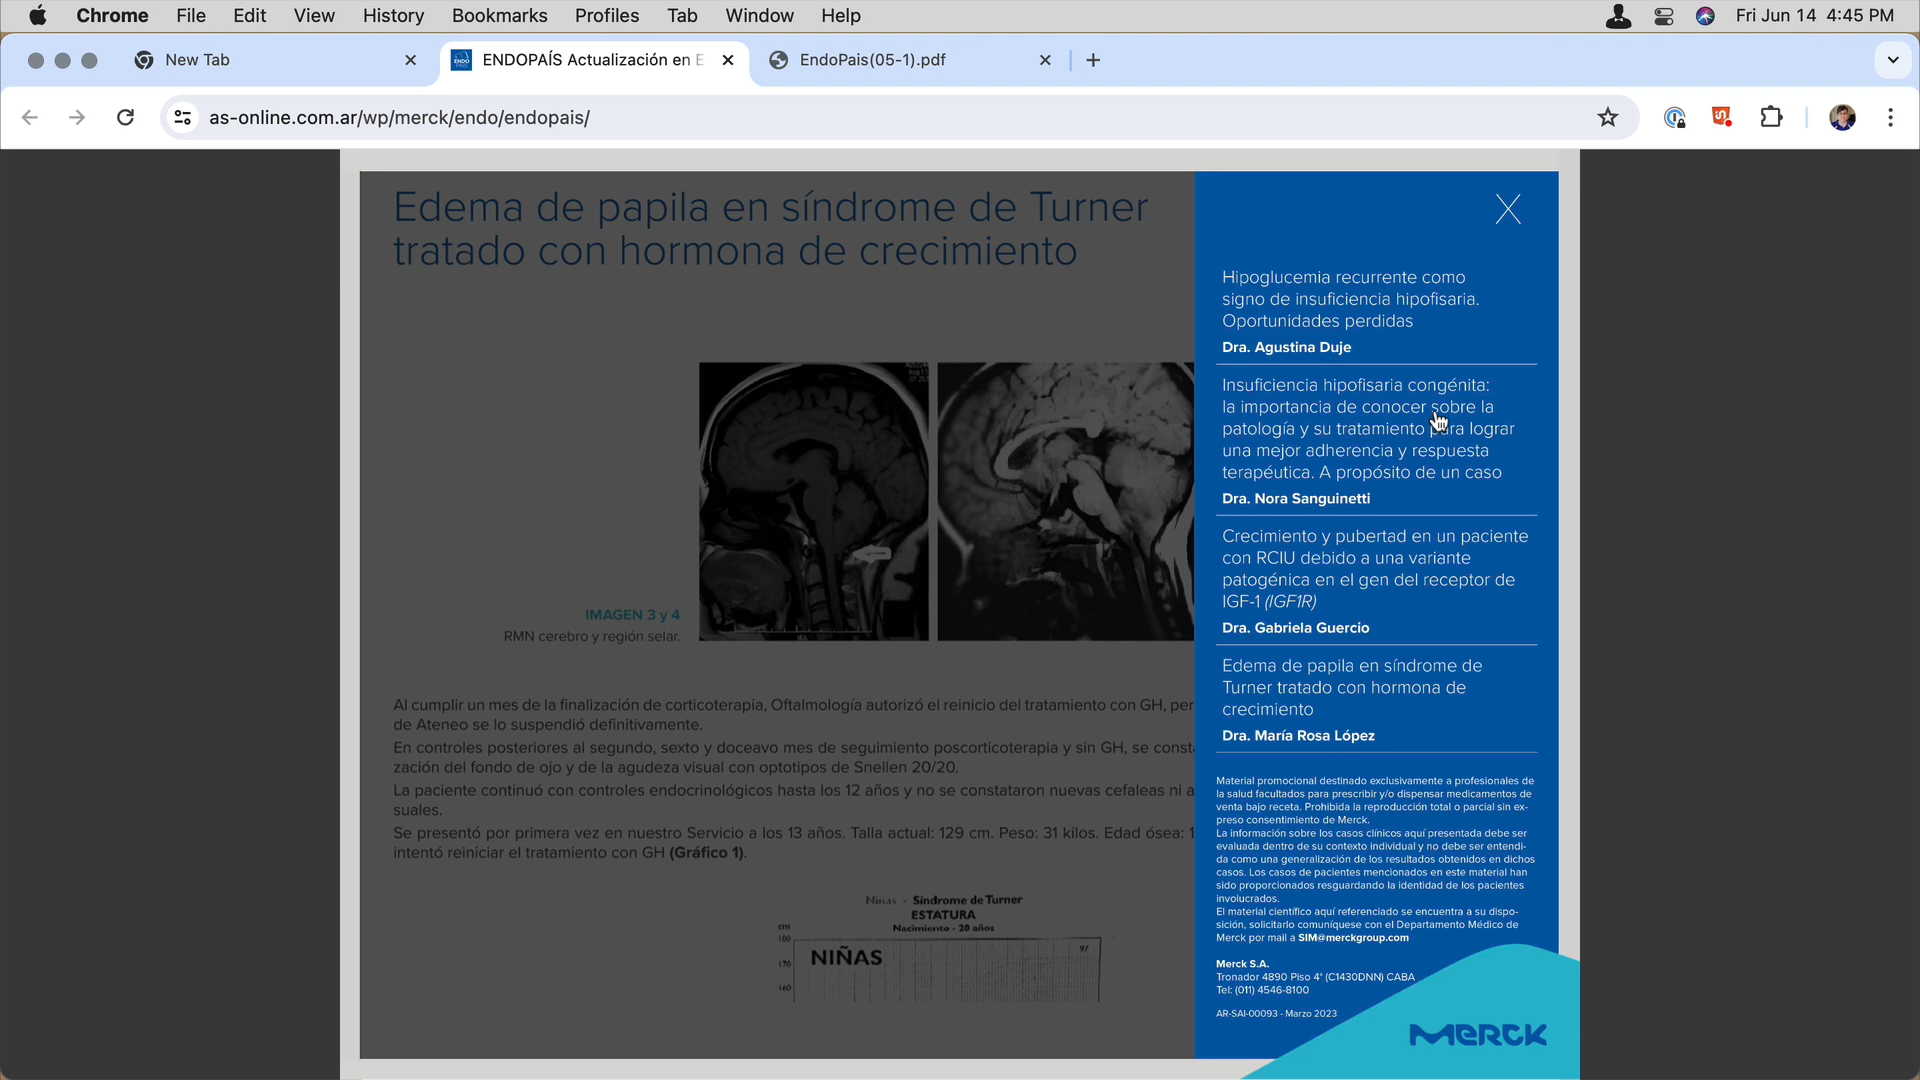 Chrome File Edit View History Bookmarks Profiles Tab Window Help Fri Jun 14 4:45 PM
New Tab ENDOPAÍS Actualización en E EndoPais(05-1).pdf
as-online.com.ar/wp/merck/endo/endopais/
Edema de papila en síndrome de Turner
tratado con hormona de crecimiento
IMAGEN 3 y 4
RMN cerebro y región selar.
Al cumplir un mes de la finalización de corticoterapia, Oftalmología autorizó el reinicio del tratamiento con GH, per
de Ateneo se lo suspendió definitivamente.
En controles posteriores al segundo, sexto y doceavo mes de seguimiento poscorticoterapia y sin GH, se const
zación del fondo de ojo y de la agudeza visual con optotipos de Snellen 20/20.
La paciente continuó con controles endocrinológicos hasta los 12 años y no se constataron nuevas cefaleas ni a
suales.
Se presentó por primera vez en nuestro Servicio a los 13 años. Talla actual: 129 cm. Peso: 31 kilos. Edad ósea: 1
intentó reiniciar el tratamiento con GH (Gráfico 1).
Niñas - Síndrome de Turner
ESTATURA
Nacimiento - 20 años
cm
180
97
NIÑAS
170
160
Hipoglucemia recurrente como
signo de insuficiencia hipofisaria.
Oportunidades perdidas
Dra. Agustina Duje
Insuficiencia hipofisaria congénita:
la importancia de conocer sobre la
patología y su tratamiento para lograr
una mejor adherencia y respuesta
terapéutica. A propósito de un caso
Dra. Nora Sanguinetti
Crecimiento y pubertad en un paciente
con RCIU debido a una variante
patogénica en el gen del receptor de
IGF-1 (IGF1R)
Dra. Gabriela Guercio
Edema de papila en síndrome de
Turner tratado con hormona de
crecimiento
Dra. María Rosa López
Material promocional destinado exclusivamente a profesionales de
la salud facultados para prescribir y/o dispensar medicamentos de
venta bajo receta. Prohibida la reproducción total o parcial sin ex-
preso consentimiento de Merck.
La información sobre los casos clínicos aquí presentada debe ser
evaluada dentro de su contexto individual y no debe ser entendi-
da como una generalización de los resultados obtenidos en dichos
casos. Los casos de pacientes mencionados en este material han
sido proporcionados resguardando la identidad de los pacientes
involucrados.
El material científico aquí referenciado se encuentra a su dispo-
sición, solicitarlo comuníquese con el Departamento Médico de
Merck por mail a SIM@merckgroup.com
Merck S.A.
Tronador 4890 Piso 4° (C1430DNN) CABA
Tel: (011) 4546-8100
AR-SAI-00093 - Marzo 2023
MERCK